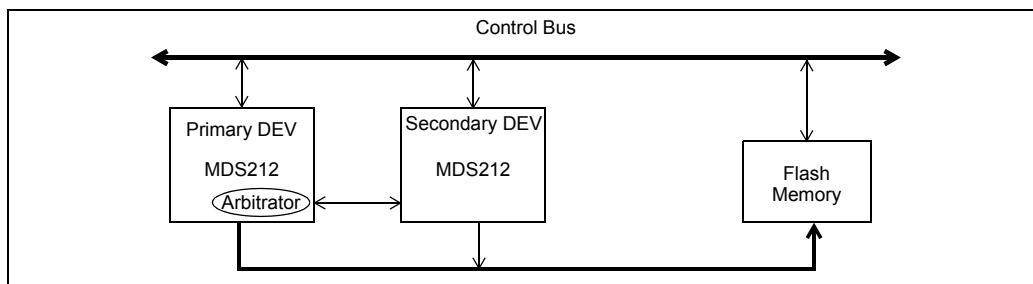 Control Bus
Primary DEV
MDS212
Arbitrator
Secondary DEV
MDS212
Flash
Memory